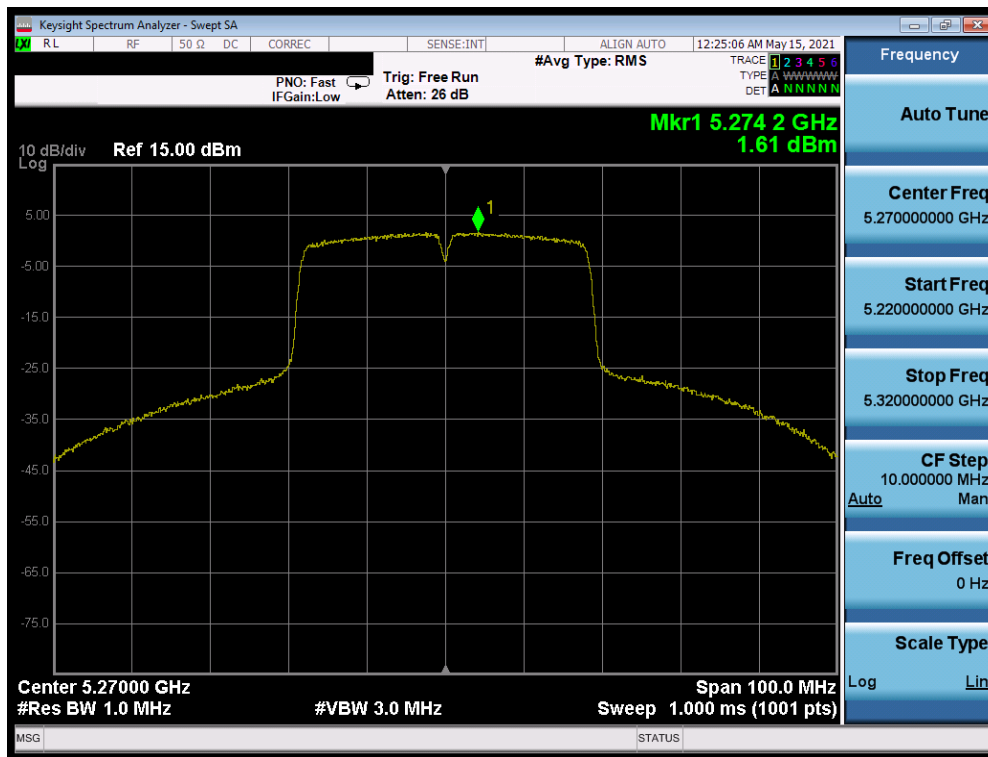 Keysight Spectrum Analyzer - Swept SA
LXI RL RF 50 Ω DC CORREC SENSE:INT ALIGN AUTO 12:25:06 AM May 15, 2021
#Avg Type: RMS
TRACE 1 2 3 4 5 6
TYPE A WWWWW
DET A N N N N N
PNO: Fast
IFGain:Low
Trig: Free Run
Atten: 26 dB
Mkr1 5.274 2 GHz
1.61 dBm
10 dB/div Ref 15.00 dBm
Log
1
5.00
-5.00
-15.0
-25.0
-35.0
-45.0
-55.0
-65.0
-75.0
Center 5.27000 GHz Span 100.0 MHz
#Res BW 1.0 MHz #VBW 3.0 MHz Sweep 1.000 ms (1001 pts)
MSG STATUS
Frequency
Auto Tune
Center Freq
5.270000000 GHz
Start Freq
5.220000000 GHz
Stop Freq
5.320000000 GHz
CF Step
10.000000 MHz
Auto Man
Freq Offset
0 Hz
Scale Type
Log Lin